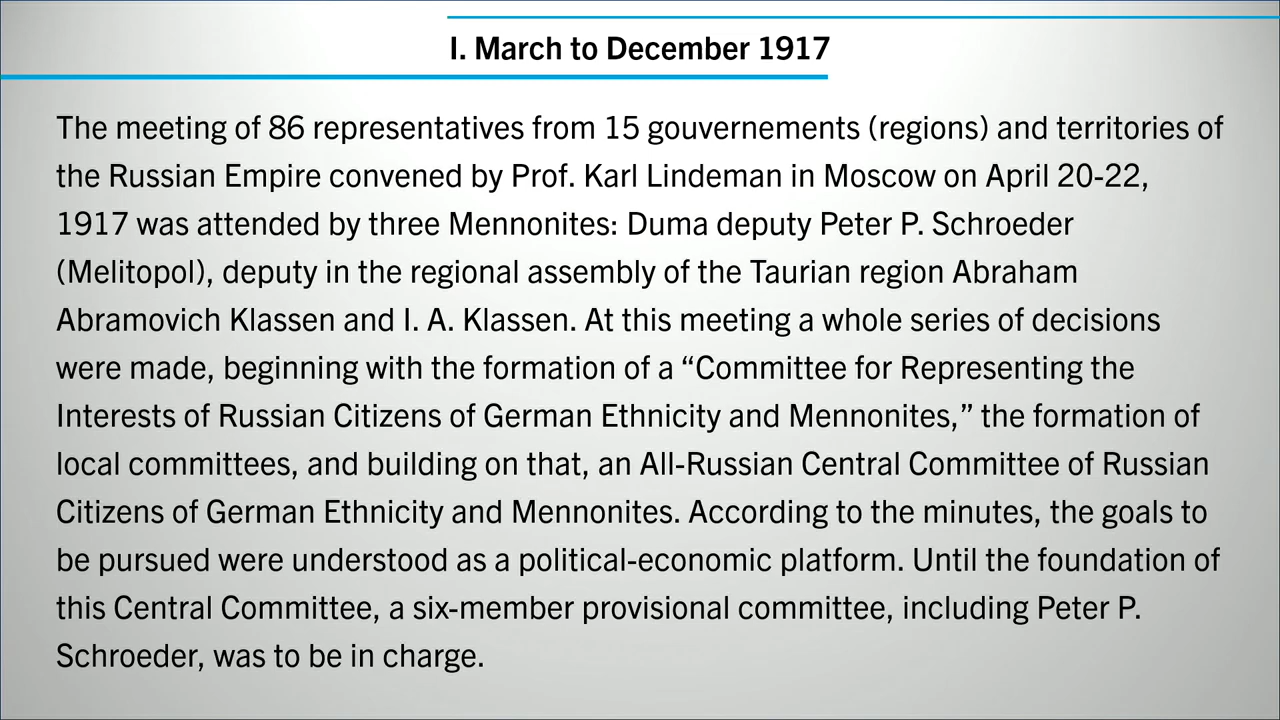 I. March to December 1917
The meeting of 86 representatives from 15 gouvernements (regions) and territories of
the Russian Empire convened by Prof. Karl Lindeman in Moscow on April 20-22,
1917 was attended by three Mennonites: Duma deputy Peter P. Schroeder
(Melitopol), deputy in the regional assembly of the Taurian region Abraham
Abramovich Klassen and I. A. Klassen. At this meeting a whole series of decisions
were made, beginning with the formation of a “Committee for Representing the
Interests of Russian Citizens of German Ethnicity and Mennonites,” the formation of
local committees, and building on that, an All-Russian Central Committee of Russian
Citizens of German Ethnicity and Mennonites. According to the minutes, the goals to
be pursued were understood as a political-economic platform. Until the foundation of
this Central Committee, a six-member provisional committee, including Peter P.
Schroeder, was to be in charge.